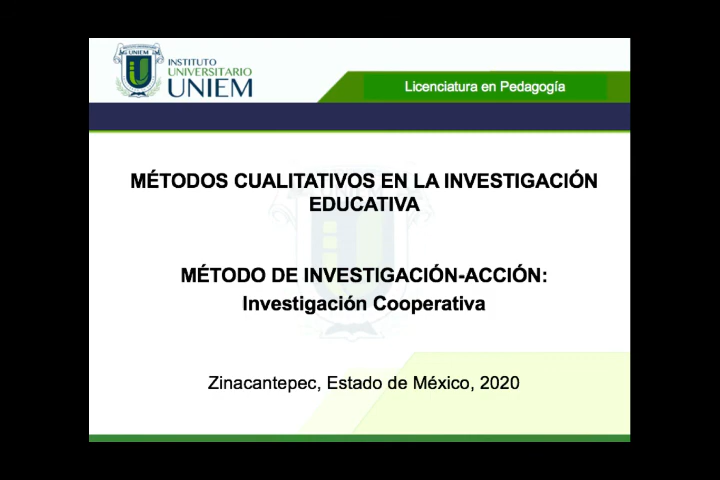 UNIEM
INSTITUTO
UNIVERSITARIO
UNIEM
Licenciatura en Pedagogía
MÉTODOS CUALITATIVOS EN LA INVESTIGACIÓN
EDUCATIVA
MÉTODO DE INVESTIGACIÓN-ACCIÓN:
Investigación Cooperativa
Zinacantepec, Estado de México, 2020